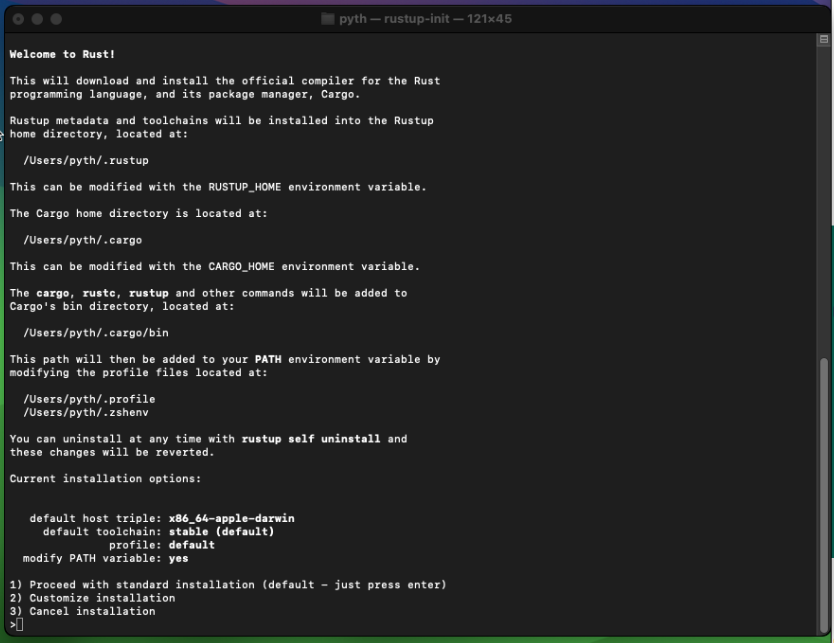 pyth — rustup-init — 121×45
Welcome to Rust!
This will download and install the official compiler for the Rust
programming language, and its package manager, Cargo.
Rustup metadata and toolchains will be installed into the Rustup
home directory, located at:
/Users/pyth/.rustup
This can be modified with the RUSTUP_HOME environment variable.
The Cargo home directory is located at:
/Users/pyth/.cargo
This can be modified with the CARGO_HOME environment variable.
The cargo, rustc, rustup and other commands will be added to
Cargo's bin directory, located at:
/Users/pyth/.cargo/bin
This path will then be added to your PATH environment variable by
modifying the profile files located at:
/Users/pyth/.profile
/Users/pyth/.zshenv
You can uninstall at any time with rustup self uninstall and
these changes will be reverted.
Current installation options:
default host triple: x86_64-apple-darwin
default toolchain: stable (default)
profile: default
modify PATH variable: yes
1) Proceed with standard installation (default - just press enter)
2) Customize installation
3) Cancel installation
>